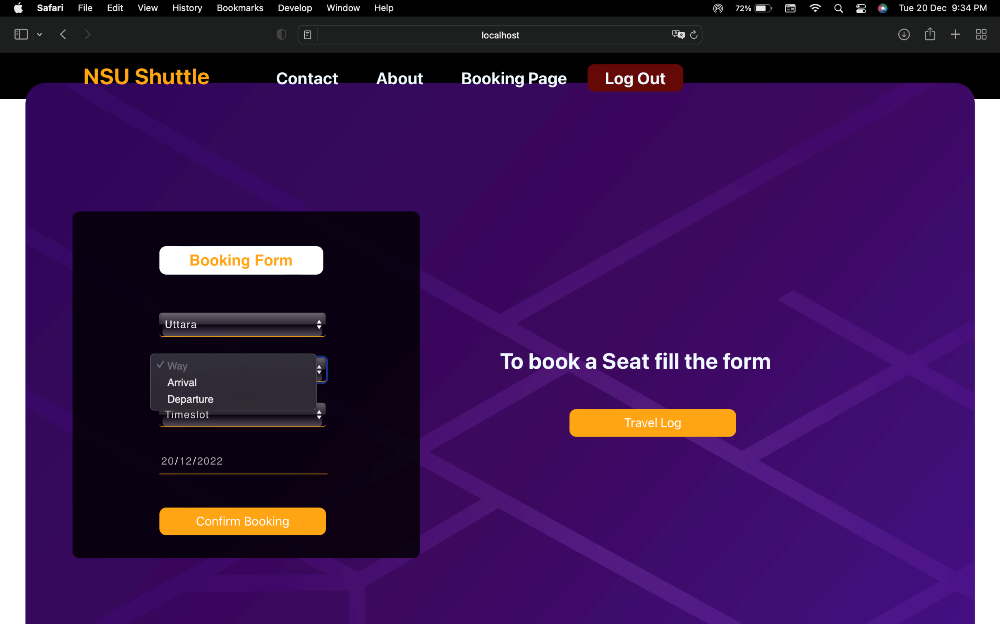 Safari File Edit View History Bookmarks Develop Window Help 72% Tue 20 Dec 9:34 PM
localhost
NSU Shuttle Contact About Booking Page Log Out
Booking Form
Uttara
Way
Arrival
Departure
Timeslot
20/12/2022
Confirm Booking
To book a Seat fill the form
Travel Log